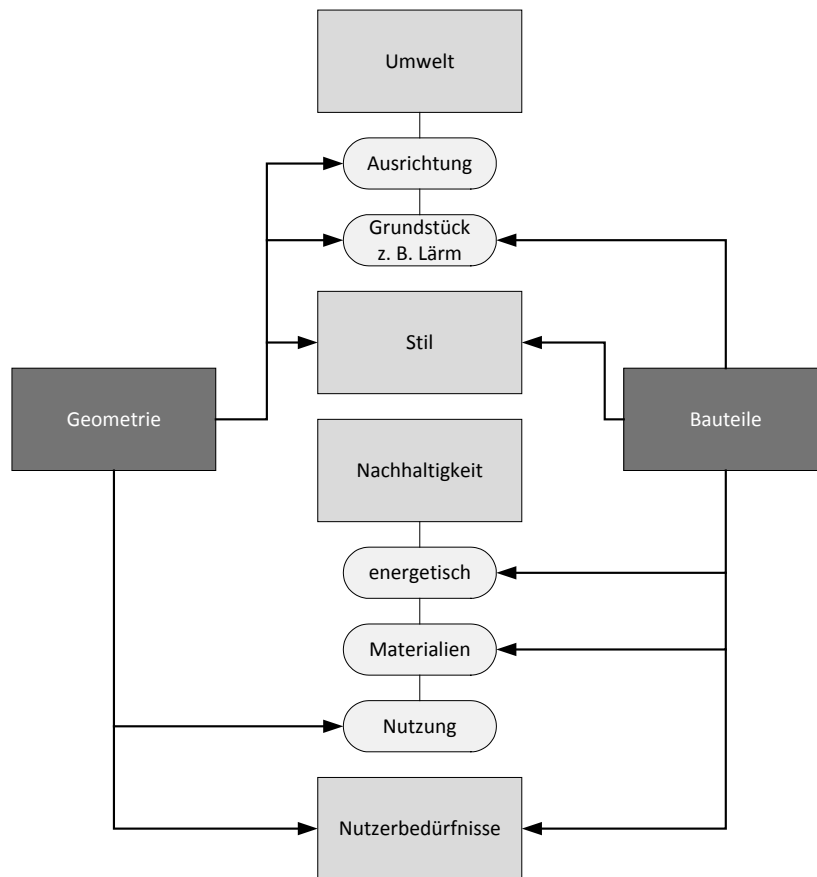 Umwelt
Ausrichtung
Grundstück
z. B. Lärm
Stil
Geometrie
Bauteile
Nachhaltigkeit
energetisch
Materialien
Nutzung
Nutzerbedürfnisse